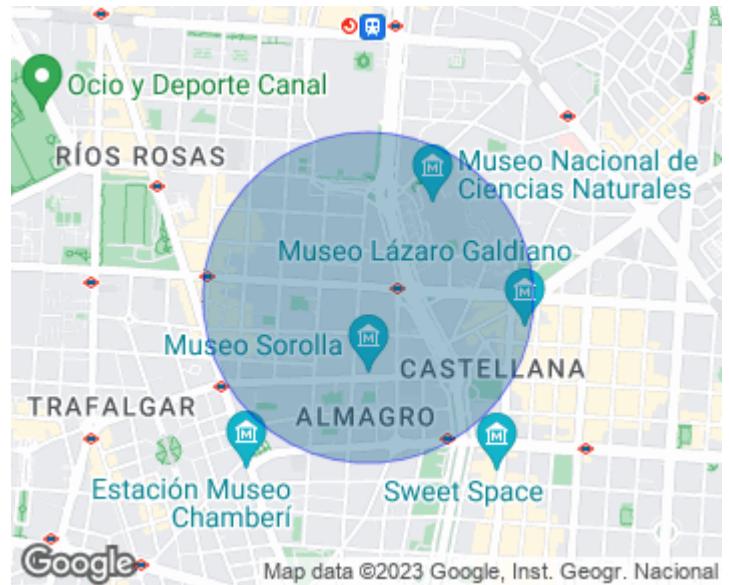 Ocio y Deporte Canal
RÍOS ROSAS
Museo Nacional de
Ciencias Naturales
Museo Lázaro Galdiano
Museo Sorolla
CASTELLANA
TRAFALGAR
ALMAGRO
Estación Museo
Chamberí
Sweet Space
Google
Map data ©2023 Google, Inst. Geogr. Nacional